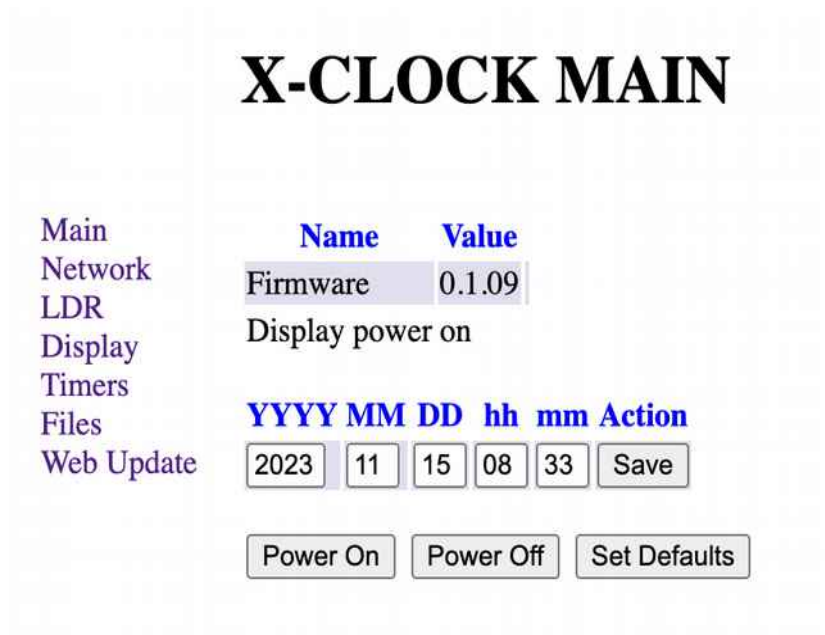 X-CLOCK MAIN
Main
Network
LDR
Display
Timers
Files
Web Update
Name Value
Firmware 0.1.09
Display power on
YYYY MM DD hh mm Action
2023 11 15 08 33 Save
Power On Power Off Set Defaults